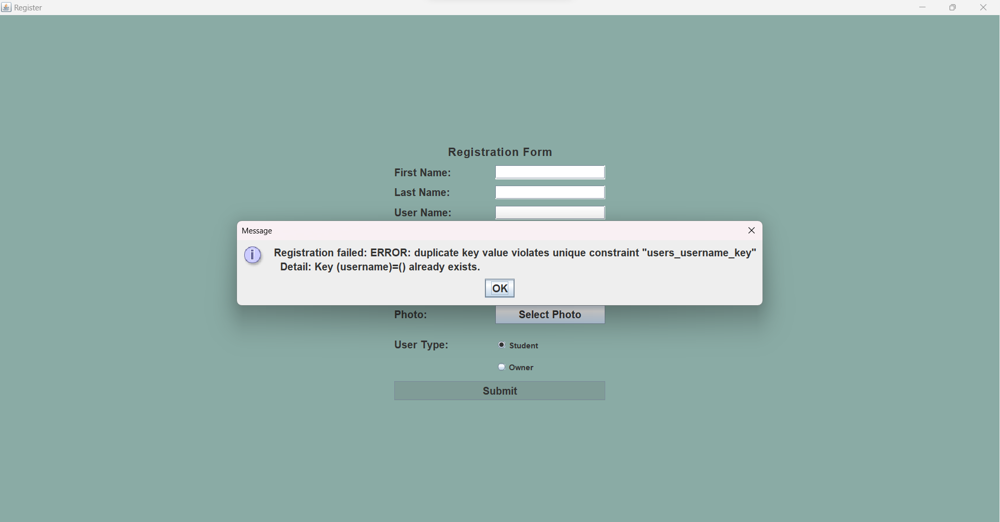 Register
Registration Form
First Name:
Last Name:
User Name:
Message
Registration failed: ERROR: duplicate key value violates unique constraint "users_username_key"
Detail: Key (username)=() already exists.
OK
Photo: Select Photo
User Type: Student
Owner
Submit